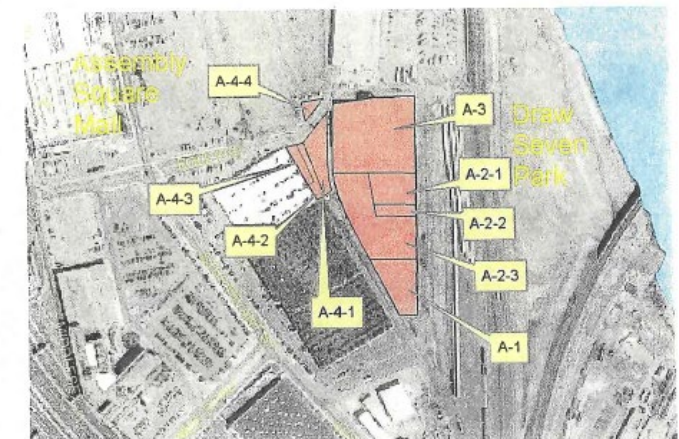 Assembly
Square
Mall
A-4-4
A-3
Draw
Seven
Park
A-2-1
A-4-3
A-2-2
A-4-2
A-2-3
A-4-1
A-1